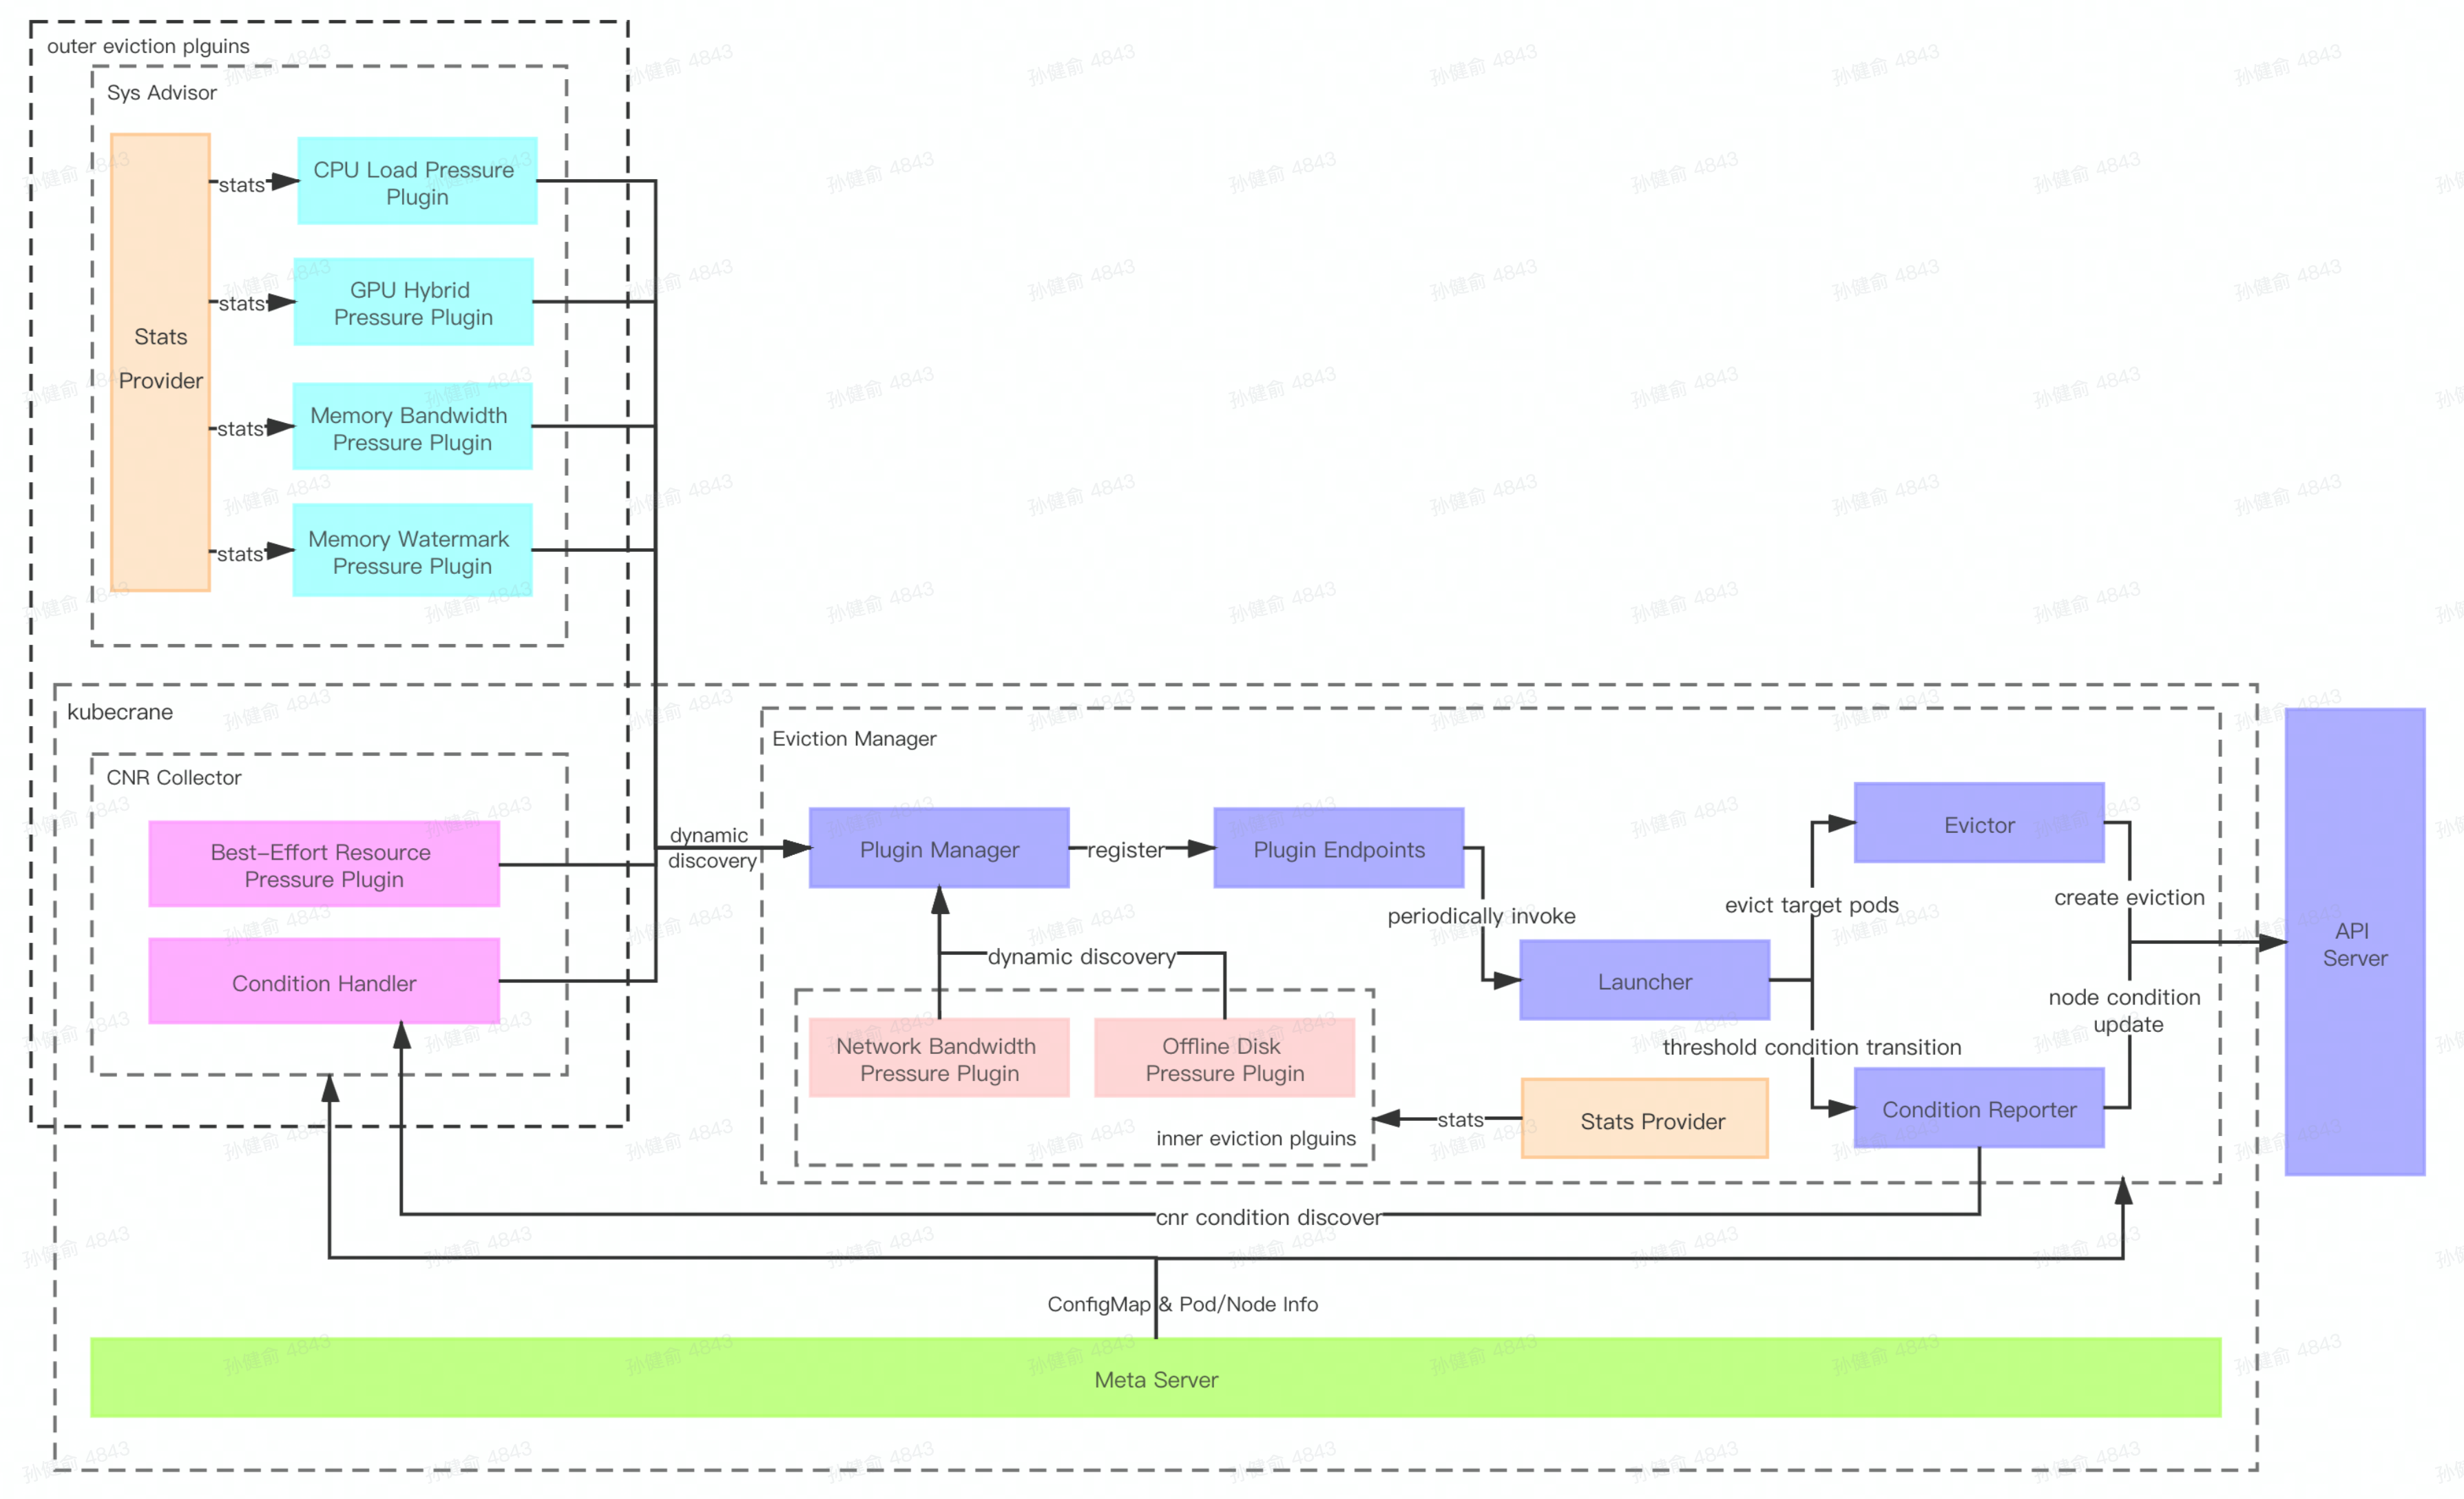 outer eviction plguins
Sys Advisor
Stats
Provider
stats
CPU Load Pressure
Plugin
stats
GPU Hybrid
Pressure Plugin
stats
Memory Bandwidth
Pressure Plugin
stats
Memory Watermark
Pressure Plugin
kubecrane
CNR Collector
Best-Effort Resource
Pressure Plugin
Condition Handler
dynamic
discovery
Eviction Manager
Plugin Manager
register
Plugin Endpoints
periodically invoke
Launcher
evict target pods
Evictor
create eviction
threshold condition transition
Condition Reporter
node condition
update
API
Server
dynamic discovery
Network Bandwidth
Pressure Plugin
Offline Disk
Pressure Plugin
inner eviction plguins
stats
Stats Provider
cnr condition discover
ConfigMap & Pod/Node Info
Meta Server
孙健俞 4843